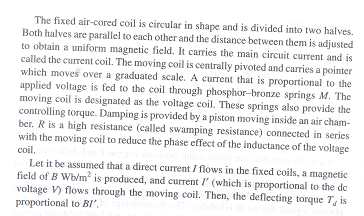 The fixed air-cored coil is circular in shape and is divided into two halves.
Both halves are parallel to each other and the distance between them is adjusted
to obtain a uniform magnetic field. It carries the main circuit current and is
called the current coil. The moving coil is centrally pivoted and carries a pointer
which moves over a graduated scale. A current that is proportional to the
applied voltage is fed to the coil through phosphor–bronze springs M. The
moving coil is designated as the voltage coil. These springs also provide the
controlling torque. Damping is provided by a piston moving inside an air cham-
ber. R is a high resistance (called swamping resistance) connected in series
with the moving coil to reduce the phase effect of the inductance of the voltage
coil.
Let it be assumed that a direct current I flows in the fixed coils, a magnetic
field of B Wb/m² is produced, and current I′ (which is proportional to the dc
voltage V) flows through the moving coil. Then, the deflecting torque T_d is
proportional to BI′.